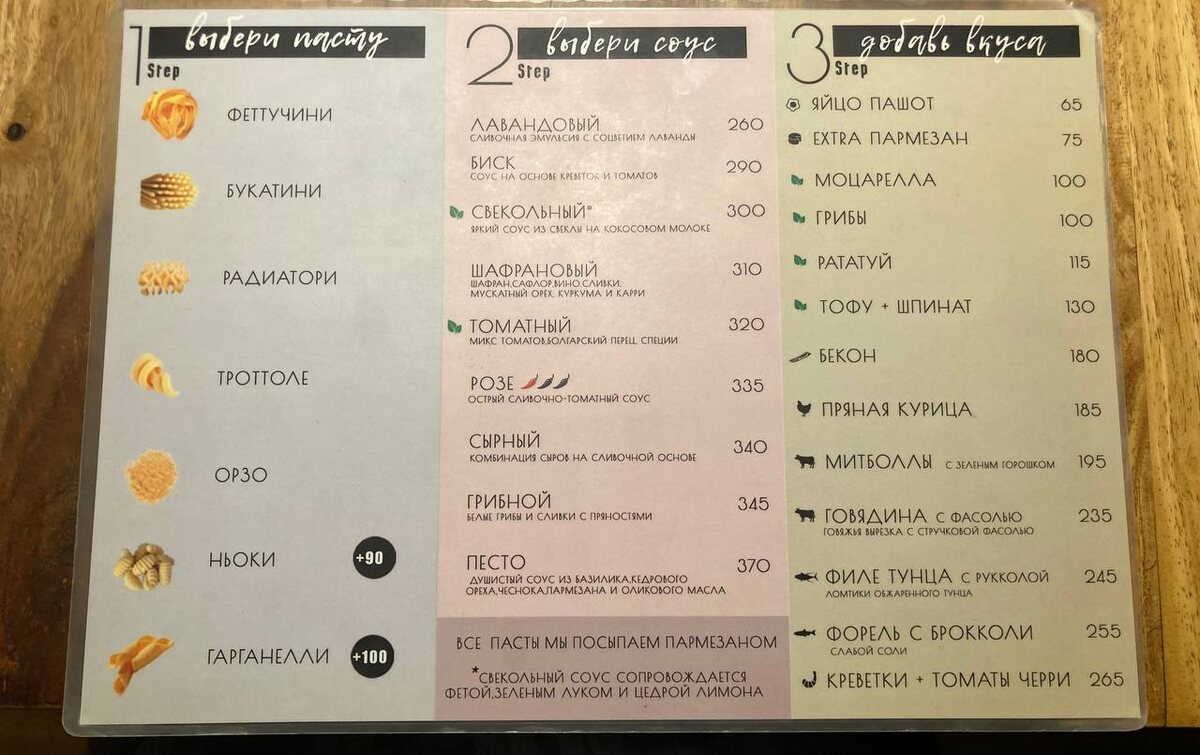 1 выбери пасту
Step
ФЕТТУЧИНИ
БУКАТИНИ
РАДИАТОРИ
ТРОТТОЛЕ
ОРЗО
НЬОКИ +90
ГАРГАНЕЛЛИ +100
2 выбери соус
Step
ЛАВАНДОВЫЙ 260
СЛИВОЧНАЯ ЭМУЛЬСИЯ С СОЦВЕТИЕМ ЛАВАНДЫ
БИСК 290
СОУС НА ОСНОВЕ КРЕВЕТОК И ТОМАТОВ
СВЕКОЛЬНЫЙ* 300
ЯРКИЙ СОУС ИЗ СВЕКЛЫ НА КОКОСОВОМ МОЛОКЕ
ШАФРАНОВЫЙ 310
ШАФРАН,САФЛОР,ВИНО,СЛИВКИ,
МУСКАТНЫЙ ОРЕХ, КУРКУМА И КАРРИ
ТОМАТНЫЙ 320
МИКС ТОМАТОВ,БОЛГАРСКИЙ ПЕРЕЦ, СПЕЦИИ
РОЗЕ 335
ОСТРЫЙ СЛИВОЧНО-ТОМАТНЫЙ СОУС
СЫРНЫЙ 340
КОМБИНАЦИЯ СЫРОВ НА СЛИВОЧНОЙ ОСНОВЕ
ГРИБНОЙ 345
БЕЛЫЕ ГРИБЫ И СЛИВКИ С ПРЯНОСТЯМИ
ПЕСТО 370
ДУШИСТЫЙ СОУС ИЗ БАЗИЛИКА,КЕДРОВОГО
ОРЕХА,ЧЕСНОКА,ПАРМЕЗАНА И ОЛИКОВОГО МАСЛА
ВСЕ ПАСТЫ МЫ ПОСЫПАЕМ ПАРМЕЗАНОМ
*СВЕКОЛЬНЫЙ СОУС СОПРОВОЖДАЕТСЯ
ФЕТОЙ,ЗЕЛЕНЫМ ЛУКОМ И ЦЕДРОЙ ЛИМОНА
3 добавь вкуса
Step
ЯЙЦО ПАШОТ 65
EXTRA ПАРМЕЗАН 75
МОЦАРЕЛЛА 100
ГРИБЫ 100
РАТАТУЙ 115
ТОФУ + ШПИНАТ 130
БЕКОН 180
ПРЯНАЯ КУРИЦА 185
МИТБОЛЛЫ С ЗЕЛЕНЫМ ГОРОШКОМ 195
ГОВЯДИНА С ФАСОЛЬЮ 235
ГОВЯЖЬЯ ВЫРЕЗКА С СТРУЧКОВОЙ ФАСОЛЬЮ
ФИЛЕ ТУНЦА С РУККОЛОЙ 245
ЛОМТИКИ ОБЖАРЕННОГО ТУНЦА
ФОРЕЛЬ С БРОККОЛИ 255
СЛАБОЙ СОЛИ
КРЕВЕТКИ + ТОМАТЫ ЧЕРРИ 265